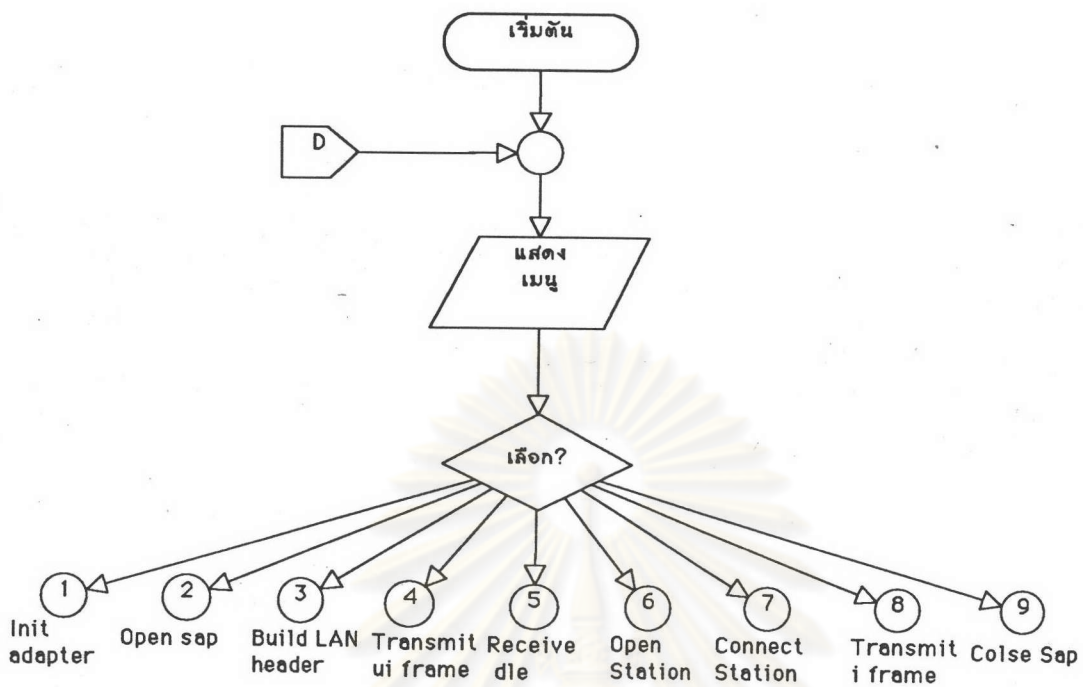 เริ่มต้น
D
แสดง
เมนู
เลือก?
1
2
3
4
5
6
7
8
9
Init
adapter
Open sap
Build LAN
header
Transmit
ui frame
Receive
dle
Open
Station
Connect
Station
Transmit
i frame
Colse Sap